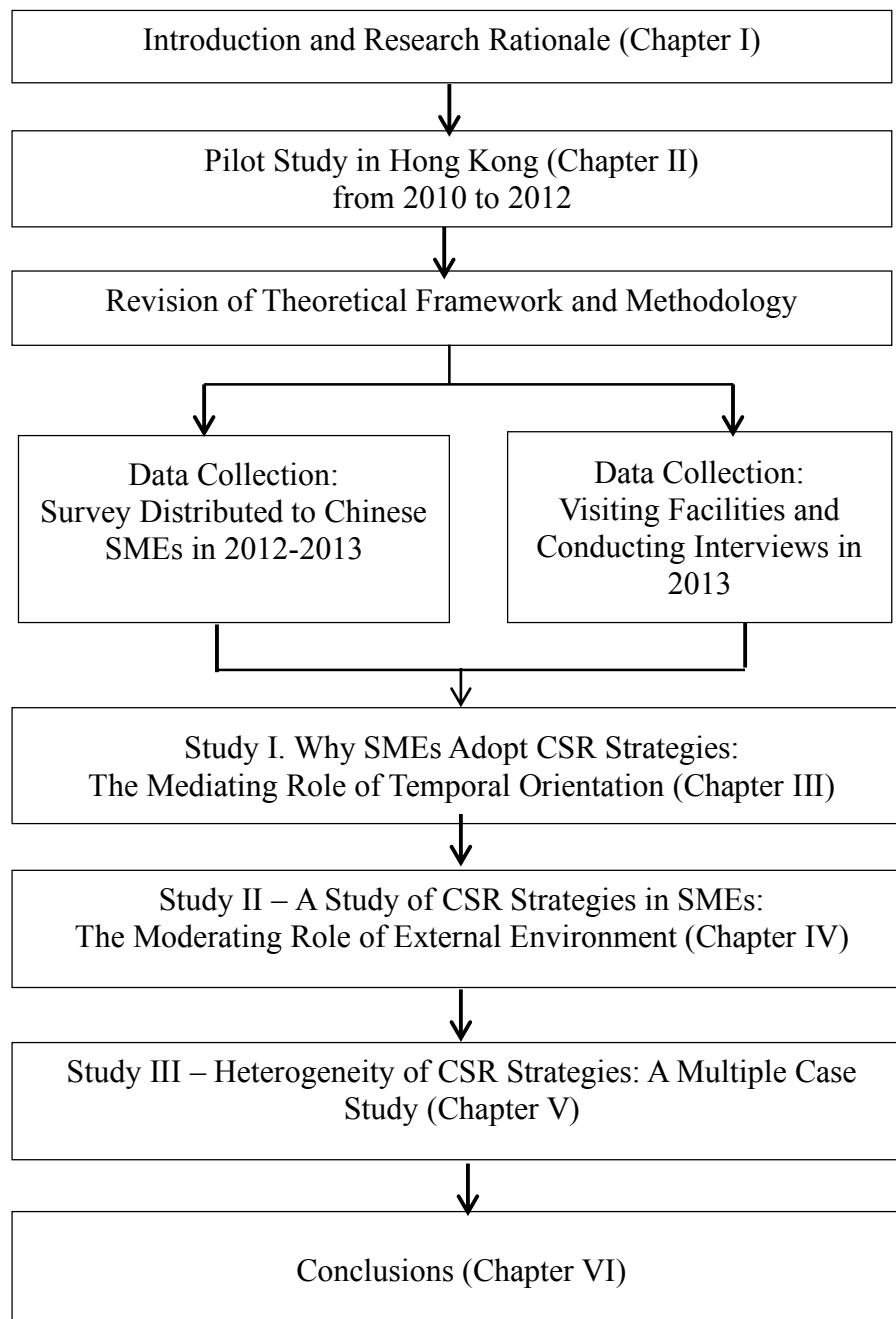 Introduction and Research Rationale (Chapter I)
Pilot Study in Hong Kong (Chapter II)
from 2010 to 2012
Revision of Theoretical Framework and Methodology
Data Collection:
Survey Distributed to Chinese
SMEs in 2012-2013
Data Collection:
Visiting Facilities and
Conducting Interviews in
2013
Study I. Why SMEs Adopt CSR Strategies:
The Mediating Role of Temporal Orientation (Chapter III)
Study II – A Study of CSR Strategies in SMEs:
The Moderating Role of External Environment (Chapter IV)
Study III – Heterogeneity of CSR Strategies: A Multiple Case
Study (Chapter V)
Conclusions (Chapter VI)